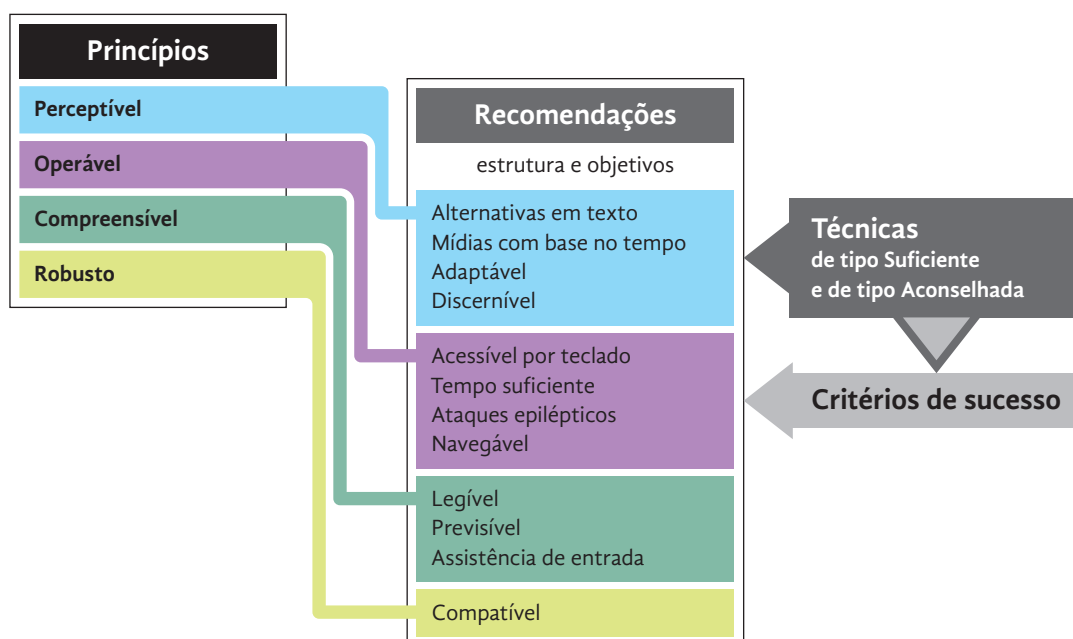 Princípios
Perceptível
Operável
Compreensível
Robusto
Recomendações
estrutura e objetivos
Alternativas em texto
Mídias com base no tempo
Adaptável
Discernível
Acessível por teclado
Tempo suficiente
Ataques epilépticos
Navegável
Legível
Previsível
Assistência de entrada
Compatível
Técnicas
de tipo Suficiente
e de tipo Aconselhada
Critérios de sucesso